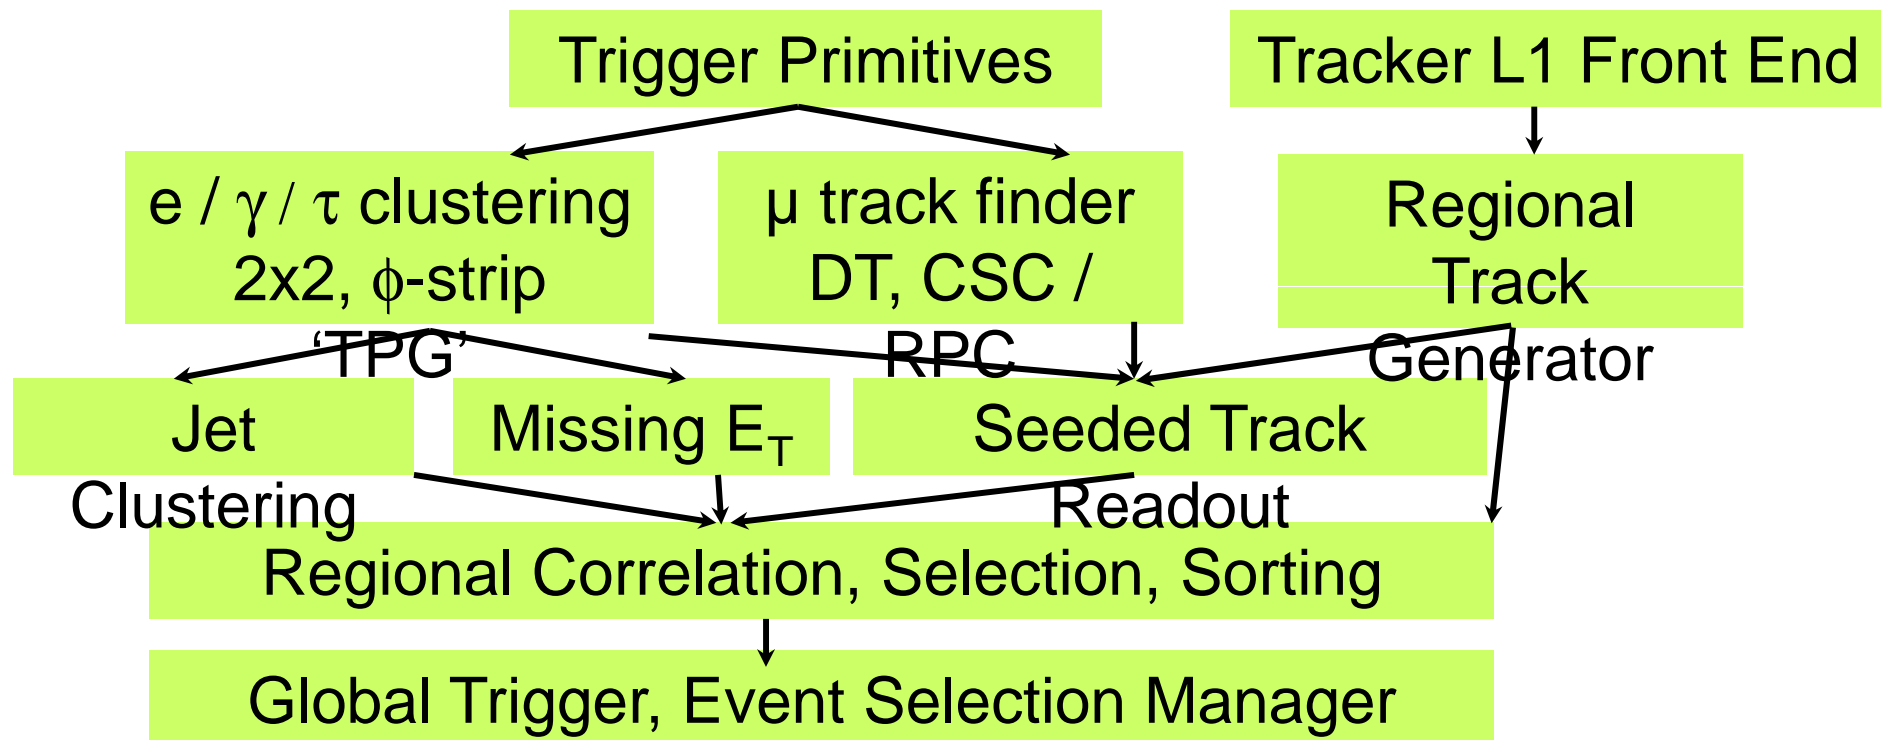 Trigger Primitives
Tracker L1 Front End
e / γ / τ clustering
2x2, ϕ-strip
‘TPG’
µ track finder
DT, CSC /
RPC
Regional
Track
Generator
Jet
Clustering
Missing E_T
Seeded Track
Readout
Regional Correlation, Selection, Sorting
Global Trigger, Event Selection Manager